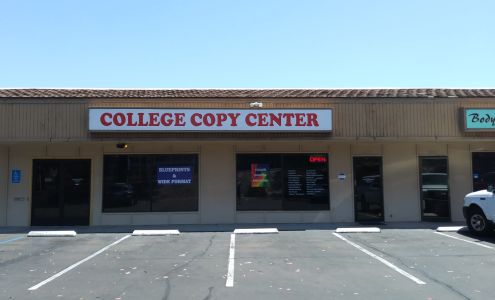 COLLEGE COPY CENTER
Body
BLUEPRINTS
&
WIDE FORMAT
OPEN